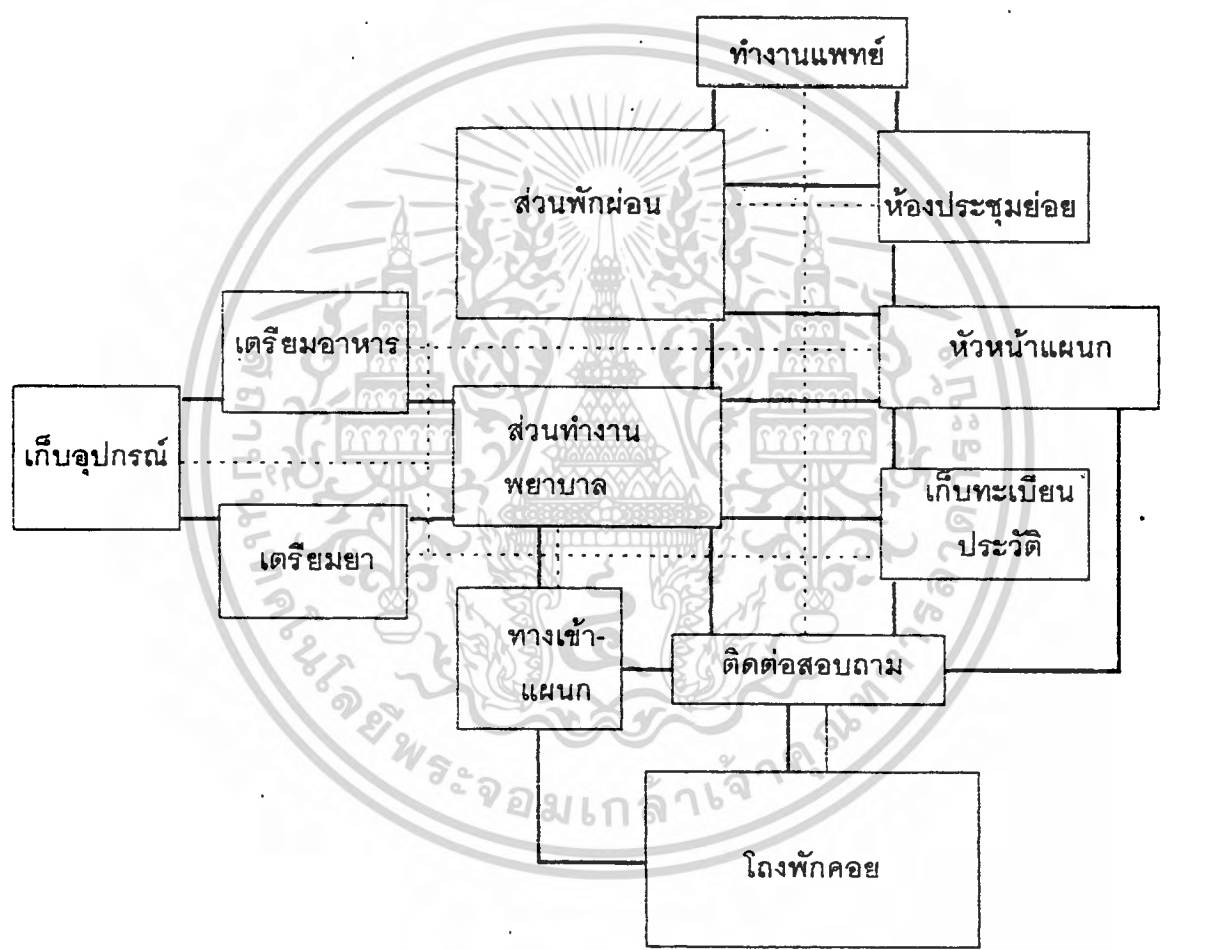 ทำงานแพทย์
ส่วนพักผ่อน
ห้องประชุมย่อย
เตรียมอาหาร
หัวหน้าแผนก
เก็บอุปกรณ์
ส่วนทำงาน
พยาบาล
เก็บทะเบียน
ประวัติ
เตรียมยา
ทางเข้า-
แผนก
ติดต่อสอบถาม
โถงพักคอย